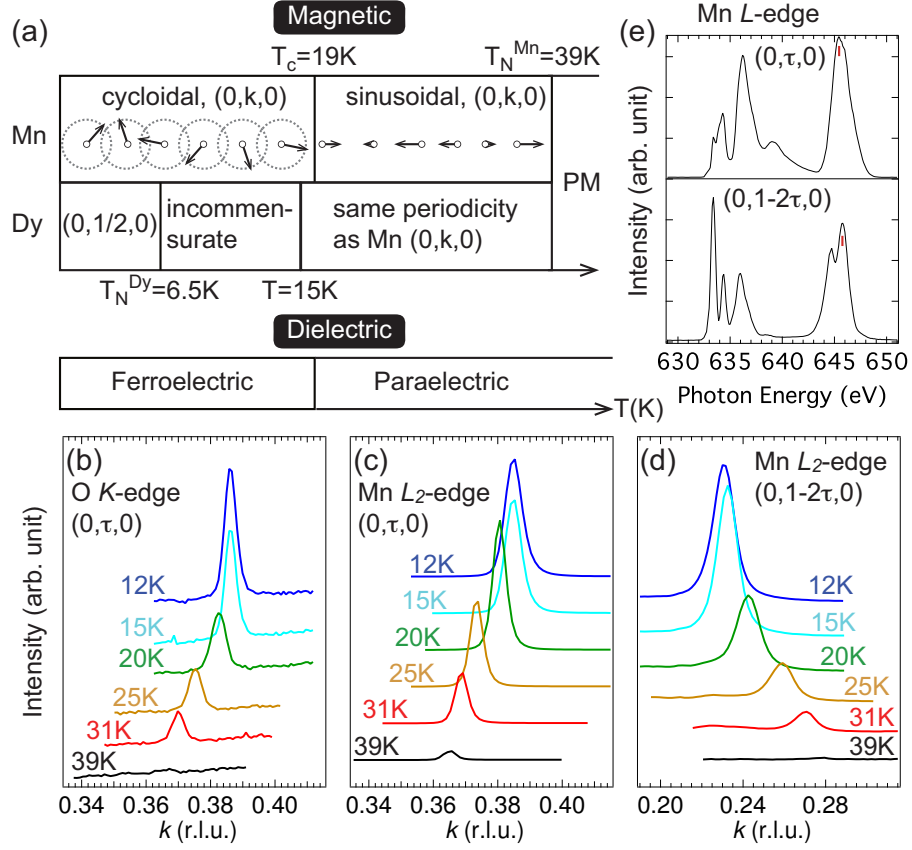 (a)
Magnetic
T_c=19K
T_N^Mn=39K
cycloidal, (0,k,0)
sinusoidal, (0,k,0)
Mn
PM
Dy
(0,1/2,0)
incommen-
surate
same periodicity
as Mn (0,k,0)
T_N^Dy=6.5K
T=15K
Dielectric
Ferroelectric
Paraelectric
T(K)
(e)
Mn L-edge
(0,τ,0)
(0,1-2τ,0)
Intensity (arb. unit)
630
635
640
645
650
Photon Energy (eV)
(b)
O K-edge
(0,τ,0)
12K
15K
20K
25K
31K
39K
Intensity (arb. unit)
0.34
0.36
0.38
0.40
k (r.l.u.)
(c)
Mn L₂-edge
(0,τ,0)
12K
15K
20K
25K
31K
39K
0.34
0.36
0.38
0.40
k (r.l.u.)
(d)
Mn L₂-edge
(0,1-2τ,0)
12K
15K
20K
25K
31K
39K
0.20
0.24
0.28
k (r.l.u.)